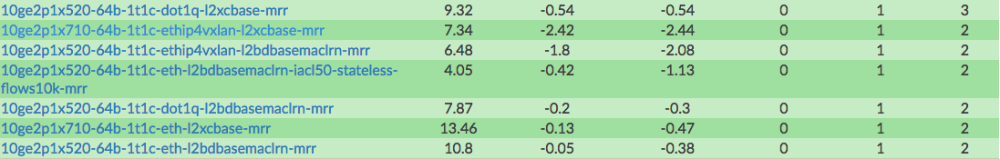 10ge2p1x520-64b-1t1c-dot1q-l2xcbase-mrr 9.32 -0.54 -0.54 0 1 3
10ge2p1x710-64b-1t1c-ethip4vxlan-l2xcbase-mrr 7.34 -2.42 -2.44 0 1 2
10ge2p1x520-64b-1t1c-ethip4vxlan-l2bdbasemaclrn-mrr 6.48 -1.8 -2.08 0 1 2
10ge2p1x520-64b-1t1c-eth-l2bdbasemaclrn-iacl50-stateless- 4.05 -0.42 -1.13 0 1 2
flows10k-mrr
10ge2p1x520-64b-1t1c-dot1q-l2bdbasemaclrn-mrr 7.87 -0.2 -0.3 0 1 2
10ge2p1x710-64b-1t1c-eth-l2xcbase-mrr 13.46 -0.13 -0.47 0 1 2
10ge2p1x520-64b-1t1c-eth-l2bdbasemaclrn-mrr 10.8 -0.05 -0.38 0 1 2